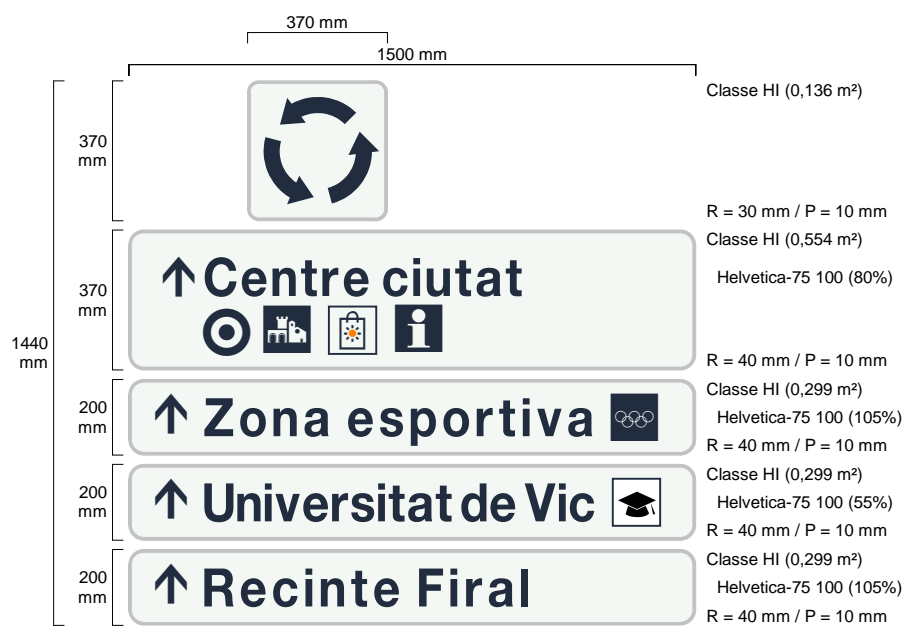 370 mm
1500 mm
Classe HI (0,136 m²)
370
mm
R = 30 mm / P = 10 mm
Classe HI (0,554 m²)
Centre ciutat
Helvetica-75 100 (80%)
370
mm
i
1440
mm
R = 40 mm / P = 10 mm
Classe HI (0,299 m²)
200
mm
Zona esportiva
Helvetica-75 100 (105%)
R = 40 mm / P = 10 mm
Classe HI (0,299 m²)
200
mm
Universitat de Vic
Helvetica-75 100 (55%)
R = 40 mm / P = 10 mm
Classe HI (0,299 m²)
200
mm
Recinte Firal
Helvetica-75 100 (105%)
R = 40 mm / P = 10 mm